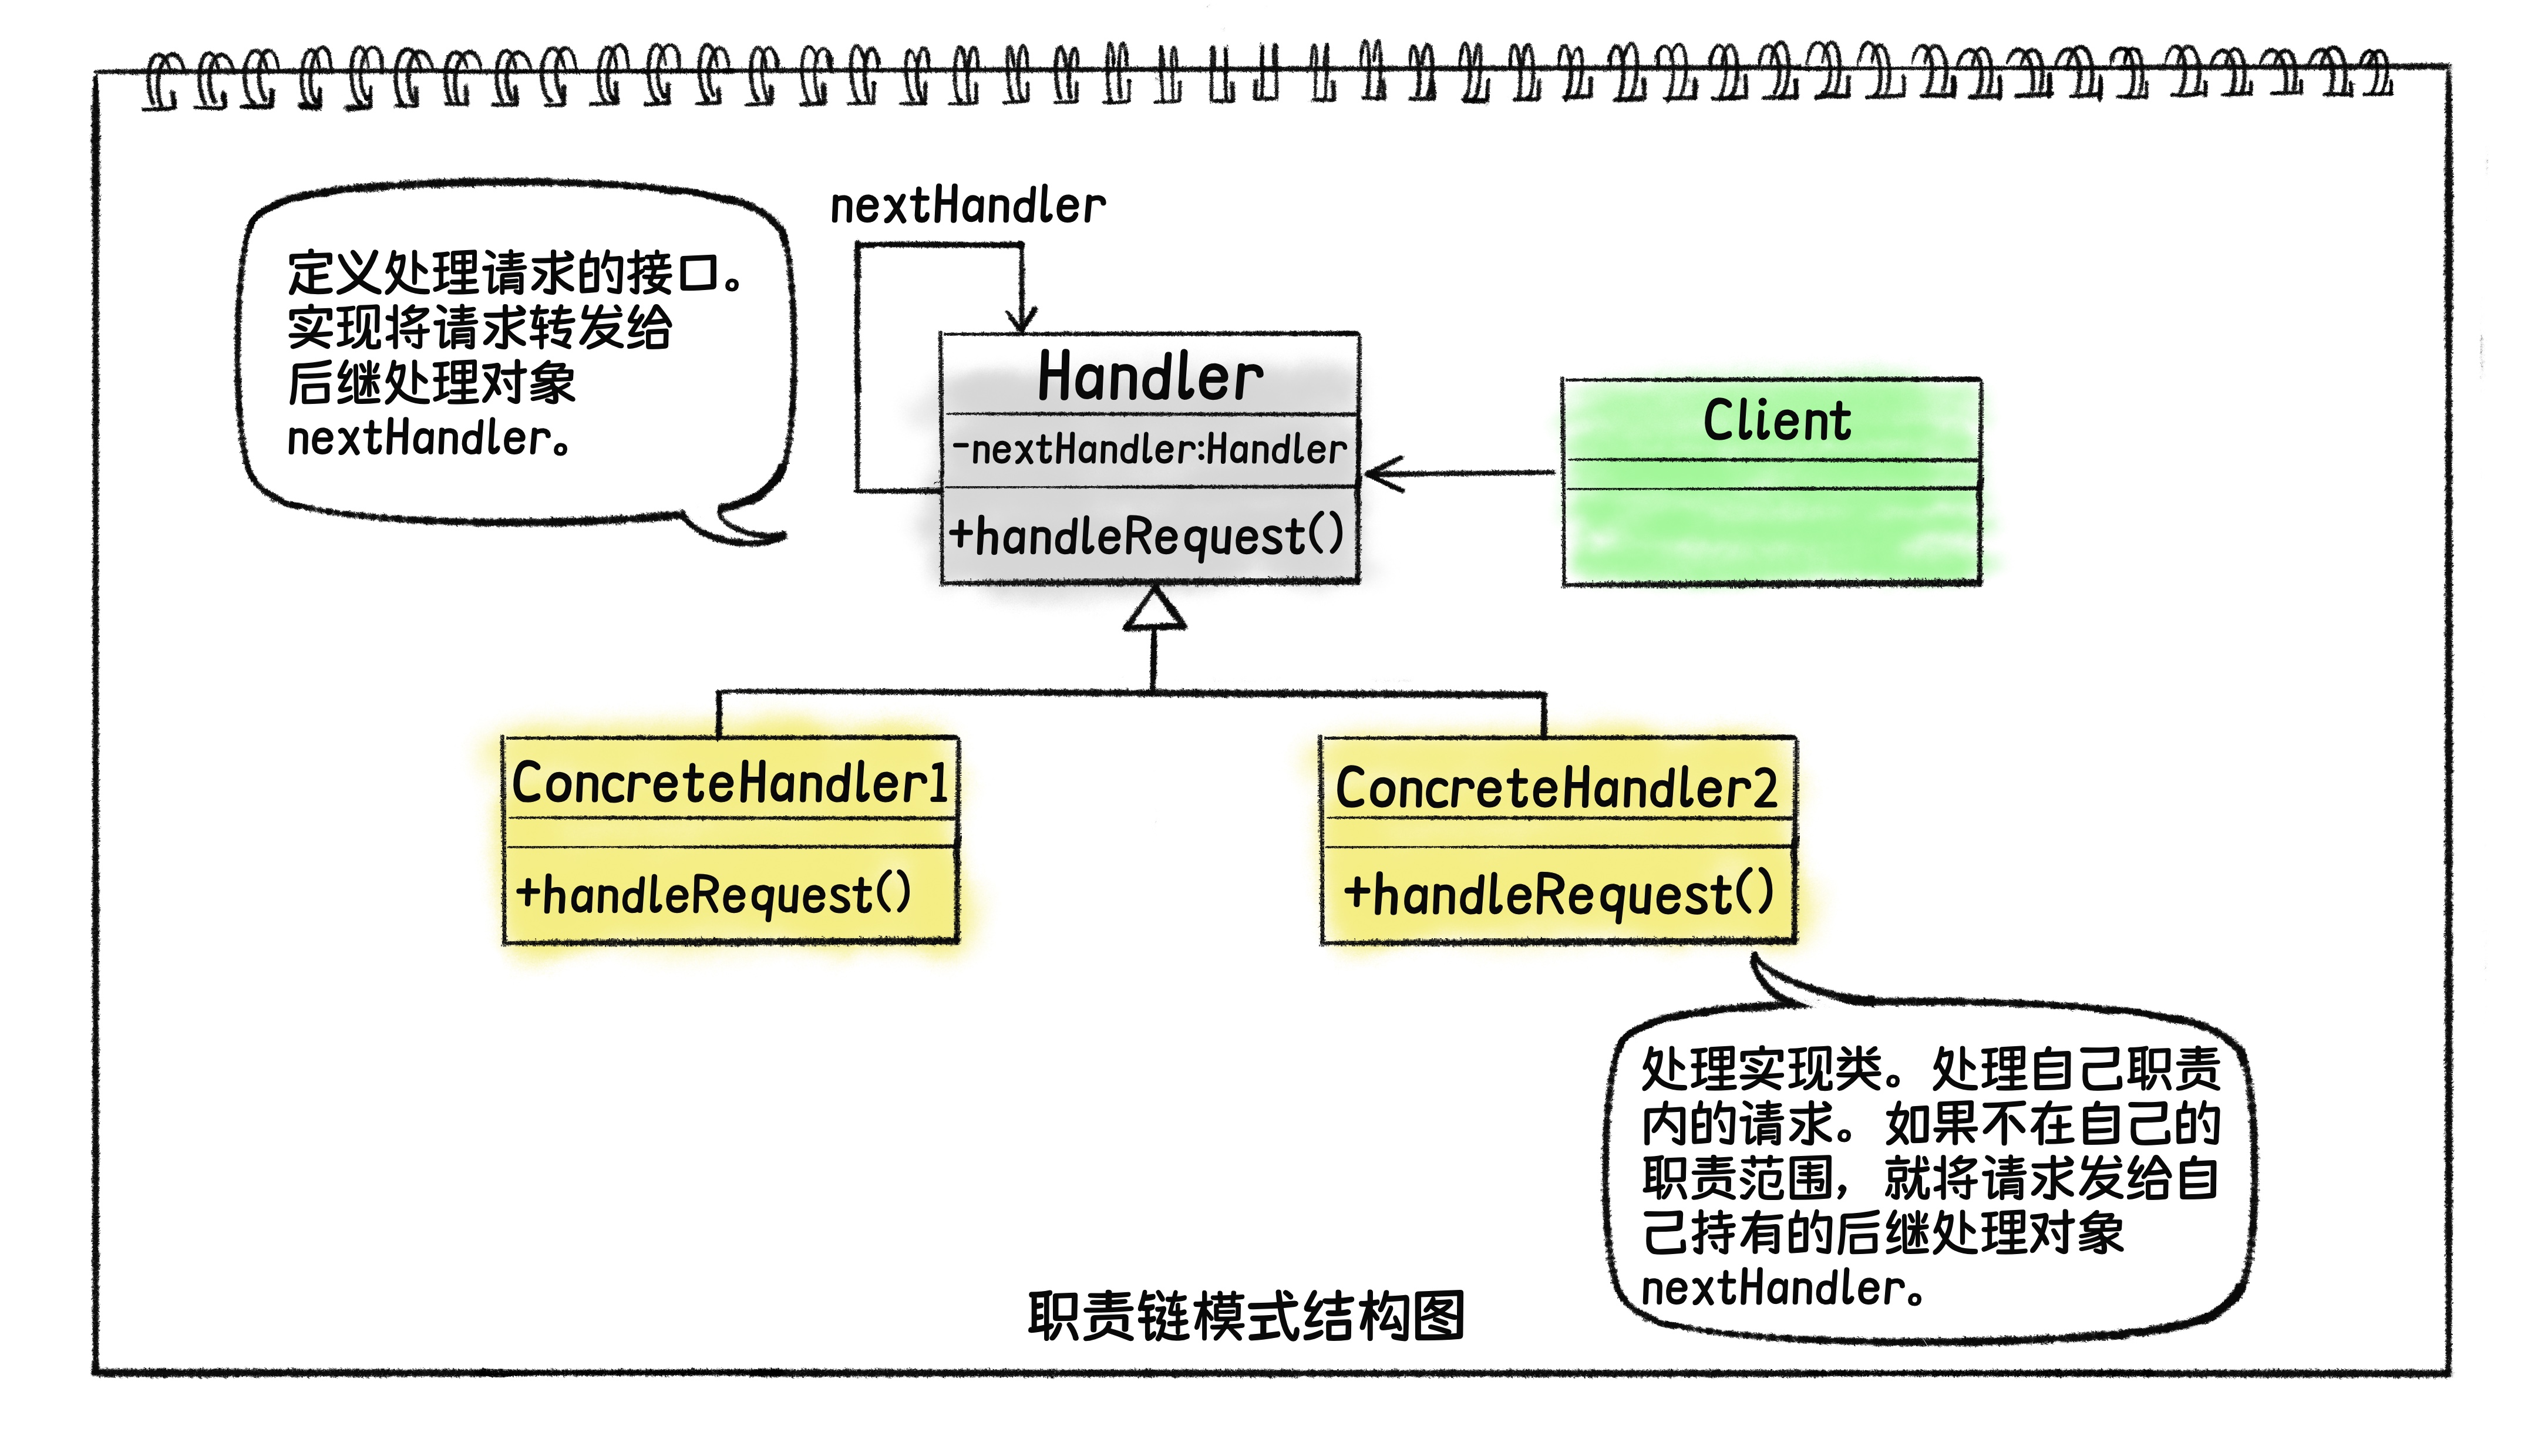 nextHandler
定义处理请求的接口。
实现将请求转发给
后继处理对象
nextHandler。
Handler
-nextHandler:Handler
+handleRequest()
Client
ConcreteHandler1
+handleRequest()
ConcreteHandler2
+handleRequest()
处理实现类。处理自己职责
内的请求。如果不在自己的
职责范围，就将请求发给自
己持有的后继处理对象
nextHandler。
职责链模式结构图